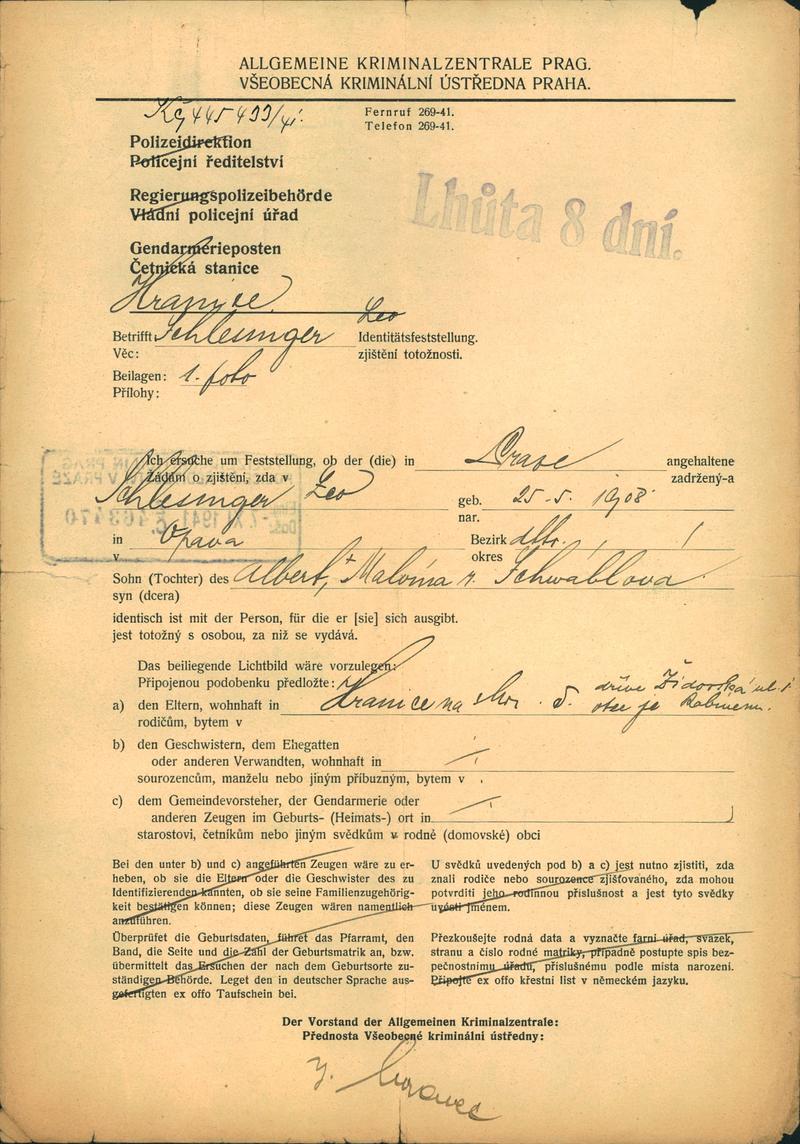 ALLGEMEINE KRIMINALZENTRALE PRAG.
VŠEOBECNÁ KRIMINÁLNÍ ÚSTŘEDNA PRAHA.
Fernruf 269-41.
Telefon 269-41.
Polizeidirektion
Policejní ředitelství
Regierungspolizeibehörde
Vládní policejní úřad
Lhůta 8 dní.
Gendarmerieposten
Četnická stanice
Hranice
Betrifft: Schlesinger Leo Identitätsfeststellung.
Věc: zjištění totožnosti.
Beilagen: 1. foto
Přílohy:
Ich ersuche um Feststellung, ob der (die) in Praze angehaltene
Žádám o zjištění, zda v zadržený-a
Schlesinger Leo geb. 25-5. 1908
nar.
in Opava Bezirk dtto.
v okres
Sohn (Tochter) des Albert, Malvína r. Schwáblova
syn (dcera)
identisch ist mit der Person, für die er [sie] sich ausgibt.
jest totožný s osobou, za niž se vydává.
Das beiliegende Lichtbild wäre vorzulegen:
Připojenou podobenku předložte:
a) den Eltern, wohnhaft in Hranice na dříve Židovská ul.
rodičům, bytem v otec je rabínem.
b) den Geschwistern, dem Ehegatten
oder anderen Verwandten, wohnhaft in
sourozencům, manželu nebo jiným příbuzným, bytem v
c) dem Gemeindevorsteher, der Gendarmerie oder
anderen Zeugen im Geburts- (Heimats-) ort in
starostovi, četníkům nebo jiným svědkům v rodné (domovské) obci
Bei den unter b) und c) angeführten Zeugen wäre zu er-
heben, ob sie die Eltern oder die Geschwister des zu
Identifizierenden kannten, ob sie seine Familienzugehörig-
keit bestätigen können; diese Zeugen wären namentlich
anzuführen.
Überprüfet die Geburtsdaten, führet das Pfarramt, den
Band, die Seite und die Zahl der Geburtsmatrik an, bzw.
übermittelt das Ersuchen der nach dem Geburtsorte zu-
ständigen Behörde. Leget den in deutscher Sprache aus-
gefertigten ex offo Taufschein bei.
U svědků uvedených pod b) a c) jest nutno zjistiti, zda
znali rodiče nebo sourozence zjišťovaného, zda mohou
potvrditi jeho rodinnou příslušnost a jest tyto svědky
uvésti jménem.
Přezkoušejte rodná data a vyznačte farní úřad, svazek,
stranu a číslo rodné matriky, případně postupte spis bez-
pečnostnímu úřadu, příslušnému podle místa narození.
Připojte ex offo křestní list v německém jazyku.
Der Vorstand der Allgemeinen Kriminalzentrale:
Přednosta Všeobecné kriminální ústředny: